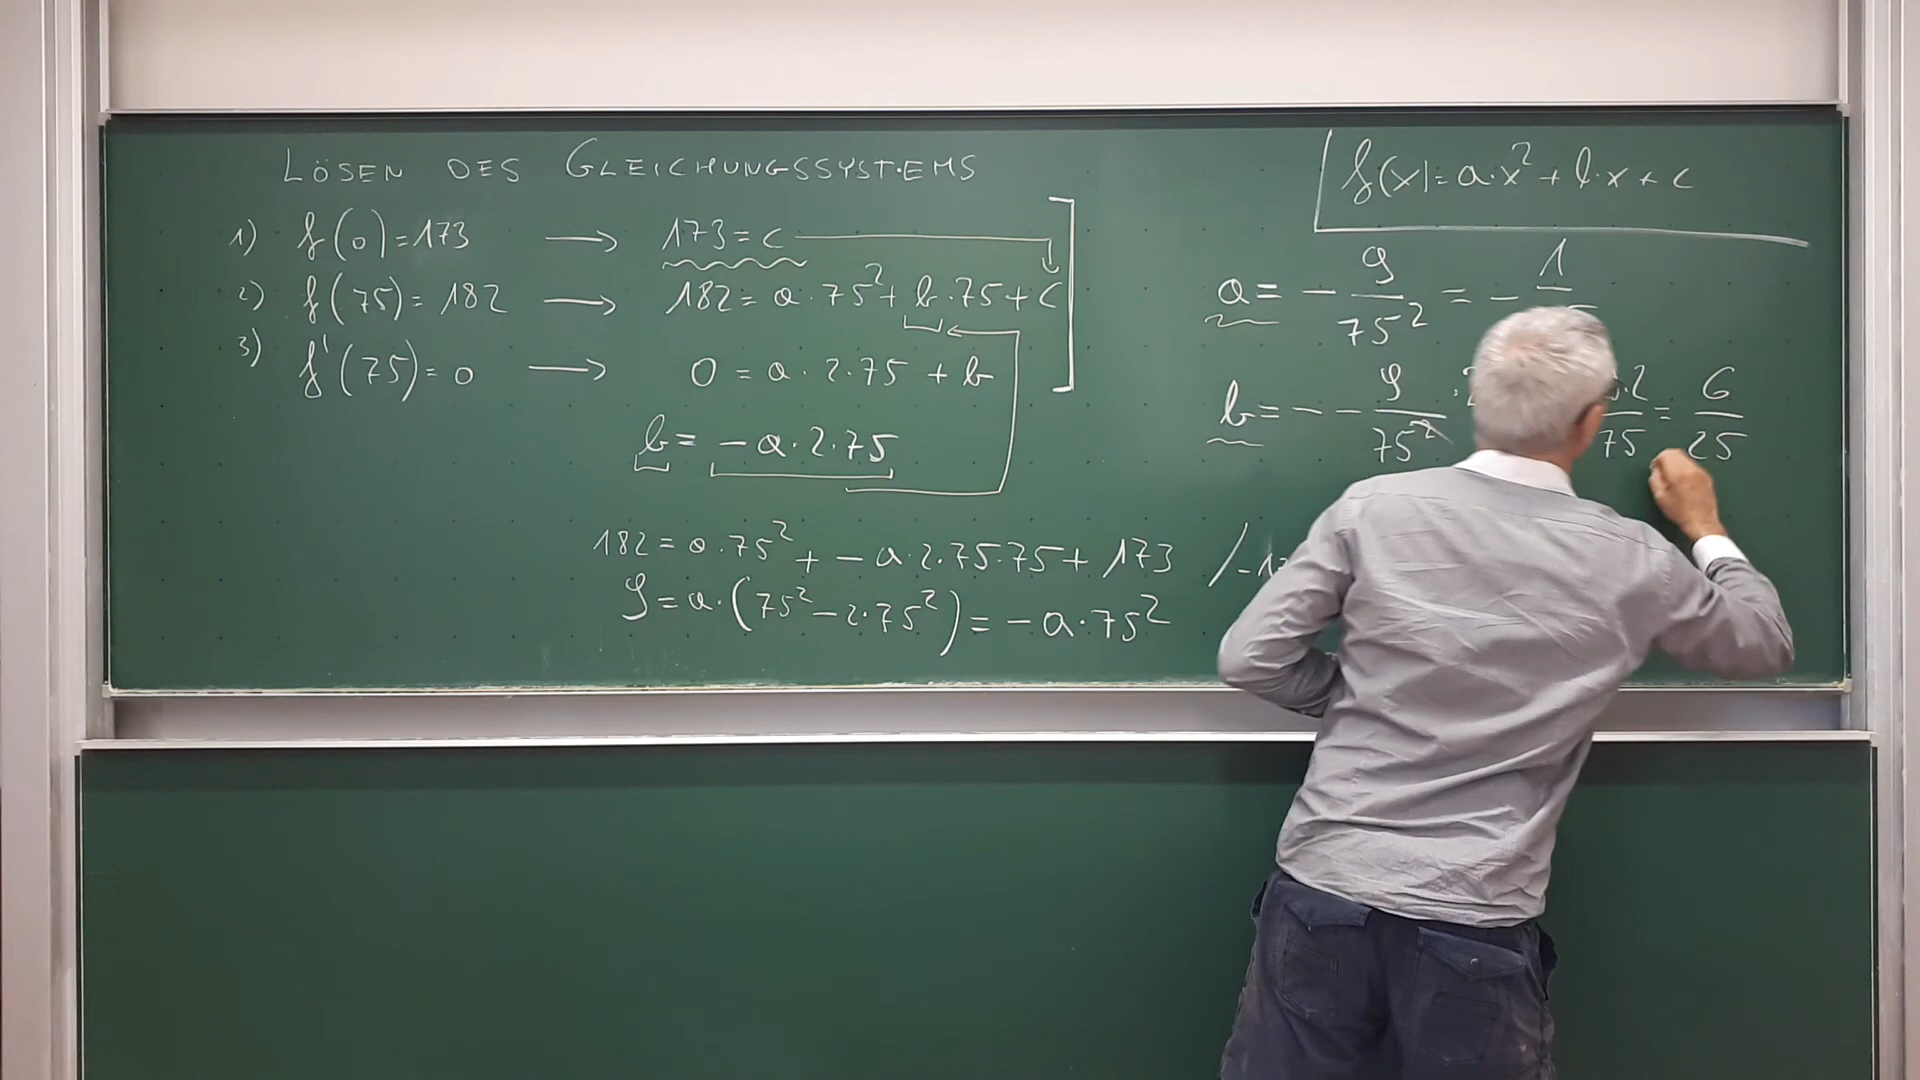 LÖSEN DES GLEICHUNGSSYSTEMS
1) f(0)=173 → 173=c
2) f(75)=182 → 182=a·75²+b·75+c
3) f'(75)=0 → 0=a·2·75+b
b=-a·2·75
182=a·75²+-a·2·75·75+173 /-17
9=a·(75²-2·75²)=-a·75²
f(x)=a·x²+b·x+c
a=-9/75²=-1/
b=--9/75²·2 ·2/75=6/25